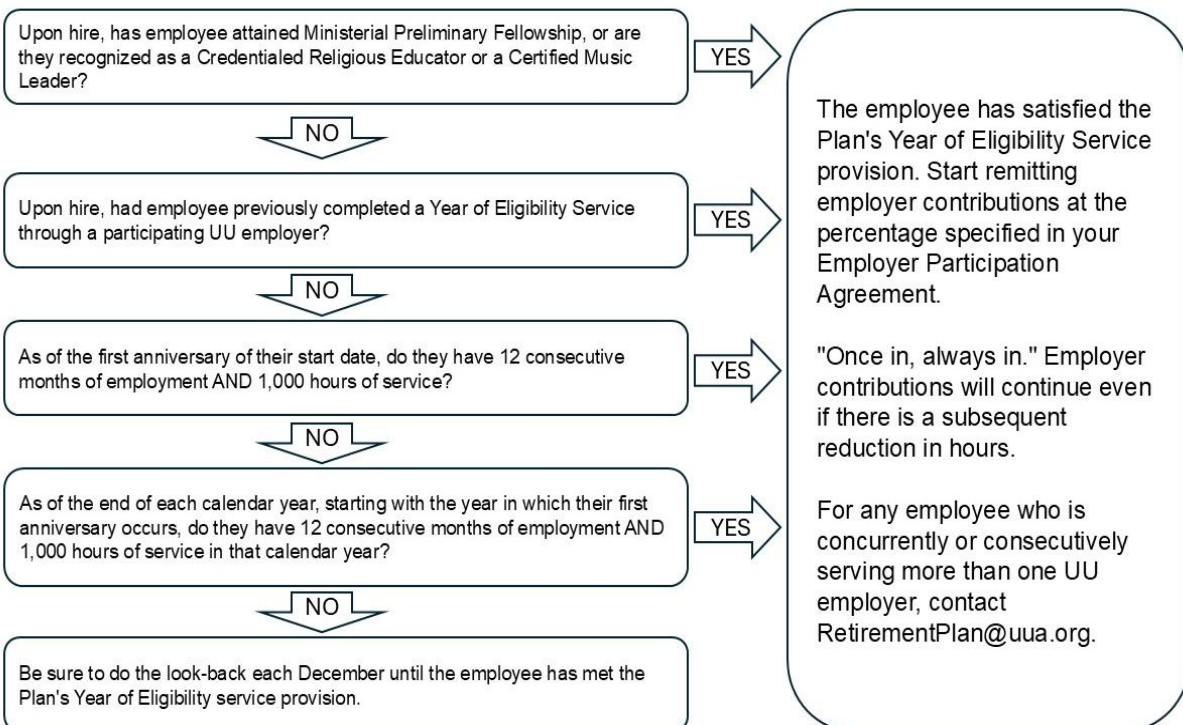 Upon hire, has employee attained Ministerial Preliminary Fellowship, or are
they recognized as a Credentialed Religious Educator or a Certified Music
Leader?
YES
NO
Upon hire, had employee previously completed a Year of Eligibility Service
through a participating UU employer?
YES
NO
As of the first anniversary of their start date, do they have 12 consecutive
months of employment AND 1,000 hours of service?
YES
NO
As of the end of each calendar year, starting with the year in which their first
anniversary occurs, do they have 12 consecutive months of employment AND
1,000 hours of service in that calendar year?
YES
NO
Be sure to do the look-back each December until the employee has met the
Plan's Year of Eligibility service provision.
The employee has satisfied the
Plan's Year of Eligibility Service
provision. Start remitting
employer contributions at the
percentage specified in your
Employer Participation
Agreement.
"Once in, always in." Employer
contributions will continue even
if there is a subsequent
reduction in hours.
For any employee who is
concurrently or consecutively
serving more than one UU
employer, contact
RetirementPlan@uua.org.